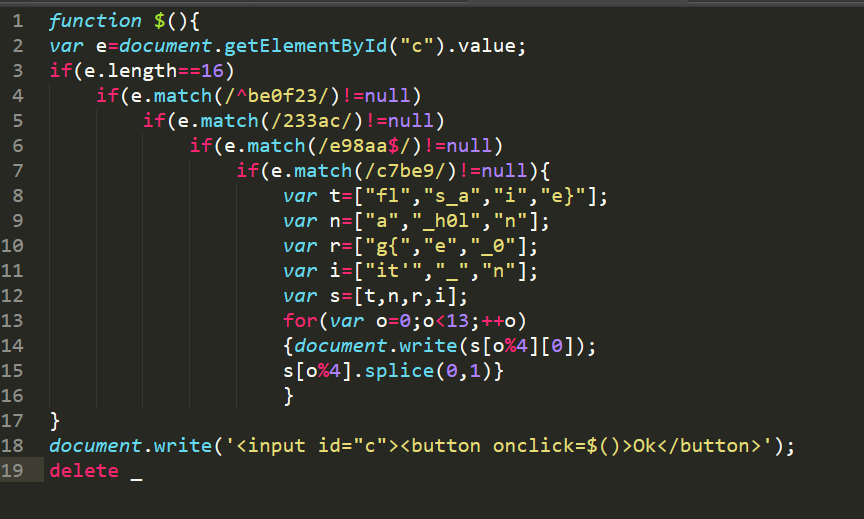 1 function $(){
2 var e=document.getElementById("c").value;
3 if(e.length==16)
4 if(e.match(/^be0f23/)!=null)
5 if(e.match(/233ac/)!=null)
6 if(e.match(/e98aa$/)!=null)
7 if(e.match(/c7be9/)!=null){
8 var t=["fl","s_a","i","e}"];
9 var n=["a","_h0l","n"];
10 var r=["g{","e","_0"];
11 var i=["it'","_","n"];
12 var s=[t,n,r,i];
13 for(var o=0;o<13;++o)
14 {document.write(s[o%4][0]);
15 s[o%4].splice(0,1)}
16 }
17 }
18 document.write('<input id="c"><button onclick=$()>Ok</button>');
19 delete _